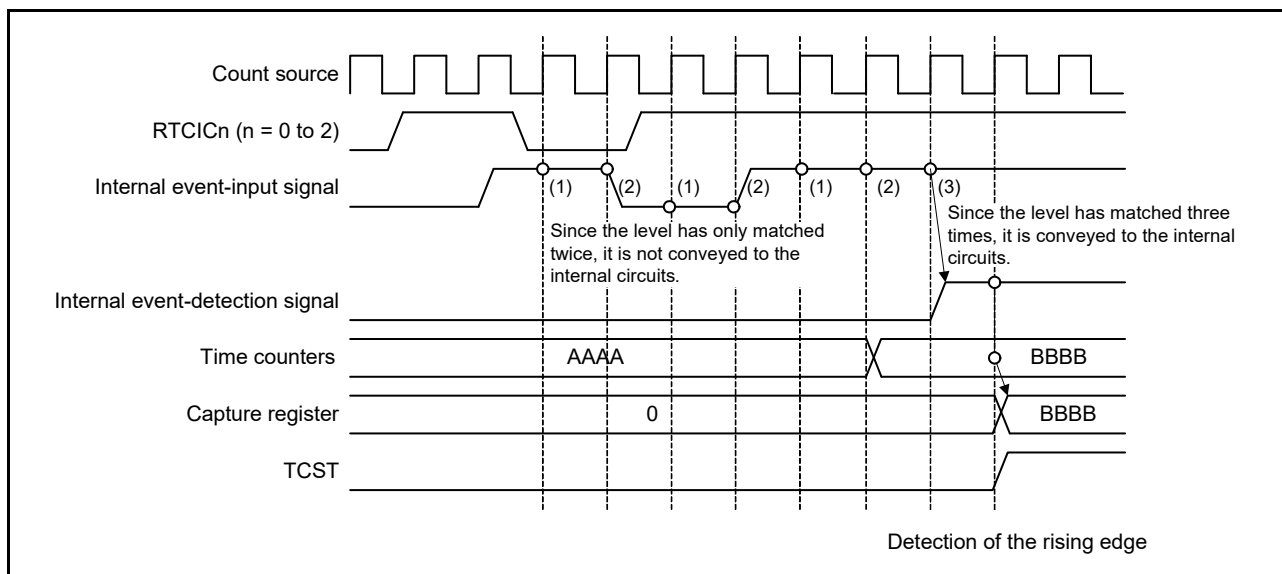 Count source
RTCICn (n = 0 to 2)
Internal event-input signal
(1)
(2)
(1)
(2)
(1)
(2)
(3)
Since the level has only matched
twice, it is not conveyed to the
internal circuits.
Since the level has matched three
times, it is conveyed to the internal
circuits.
Internal event-detection signal
Time counters
AAAA
BBBB
Capture register
0
BBBB
TCST
Detection of the rising edge